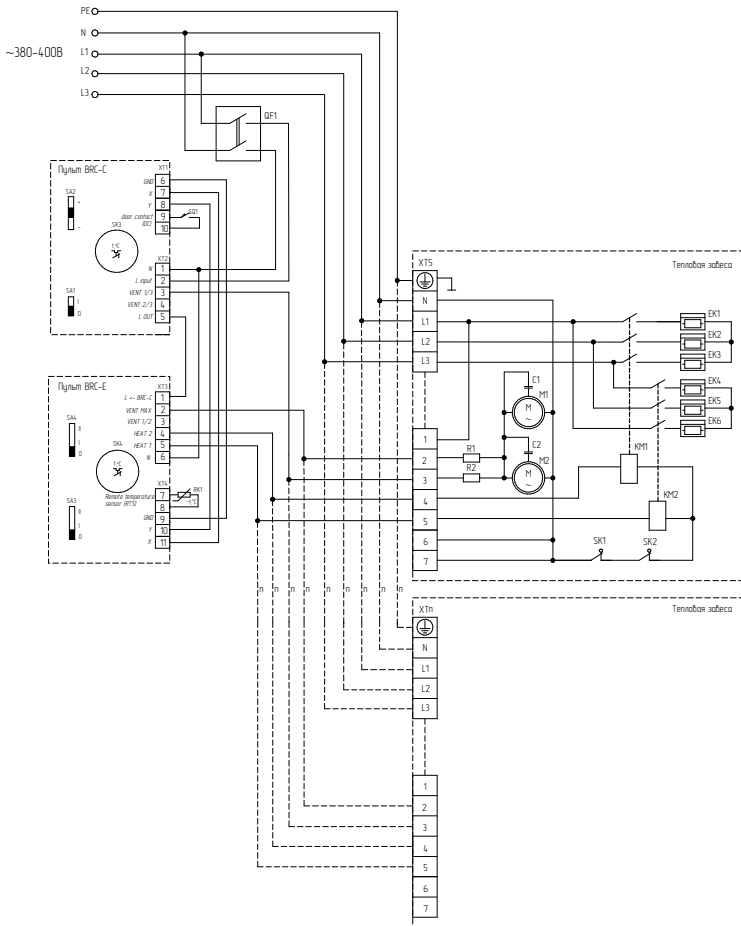 PE
N
~380-400В
L1
L2
L3
QF1
Пульт BRC-C
SA2
+
-
SK3
t,°C
SA1
I
0
XT1
GND 6
X 7
Y 8
door contact (DC) 9
10
SQ1
XT2
N 1
L input 2
VENT 1/3 3
VENT 2/3 4
L OUT 5
Пульт BRC-E
SA4
II
I
0
SK4
t,°C
SA3
II
I
0
XT3
L <- BRC-C 1
VENT MAX 2
VENT 1/2 3
HEAT 2 4
HEAT 1 5
N 6
XT4
Remote temperature
sensor (RTS)
7
8
RK1
-t,°C
GND 9
Y 10
X 11
n n n n n n n n n
Тепловая завеса
XT5
N
L1
L2
L3
1
2
3
4
5
6
7
R1
R2
C1
M1
M
~
C2
M2
M
~
EK1
EK2
EK3
EK4
EK5
EK6
KM1
KM2
SK1
SK2
Тепловая завеса
XTn
N
L1
L2
L3
1
2
3
4
5
6
7